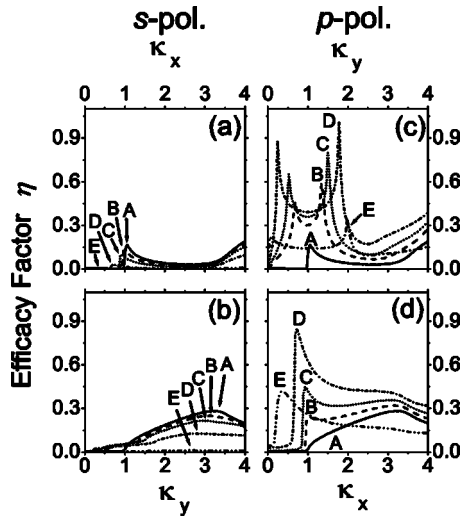 s-pol. p-pol.
κx κy
0 1 2 3 4 0 1 2 3 4
Efficacy Factor η
0.9 (a) (c)
0.6
0.3
0.0
D C B A E
D C B E A
0.9 (b) (d)
0.6
0.3
0.0
E D C B A
D E C B A
0 1 2 3 4 0 1 2 3 4
κy κx